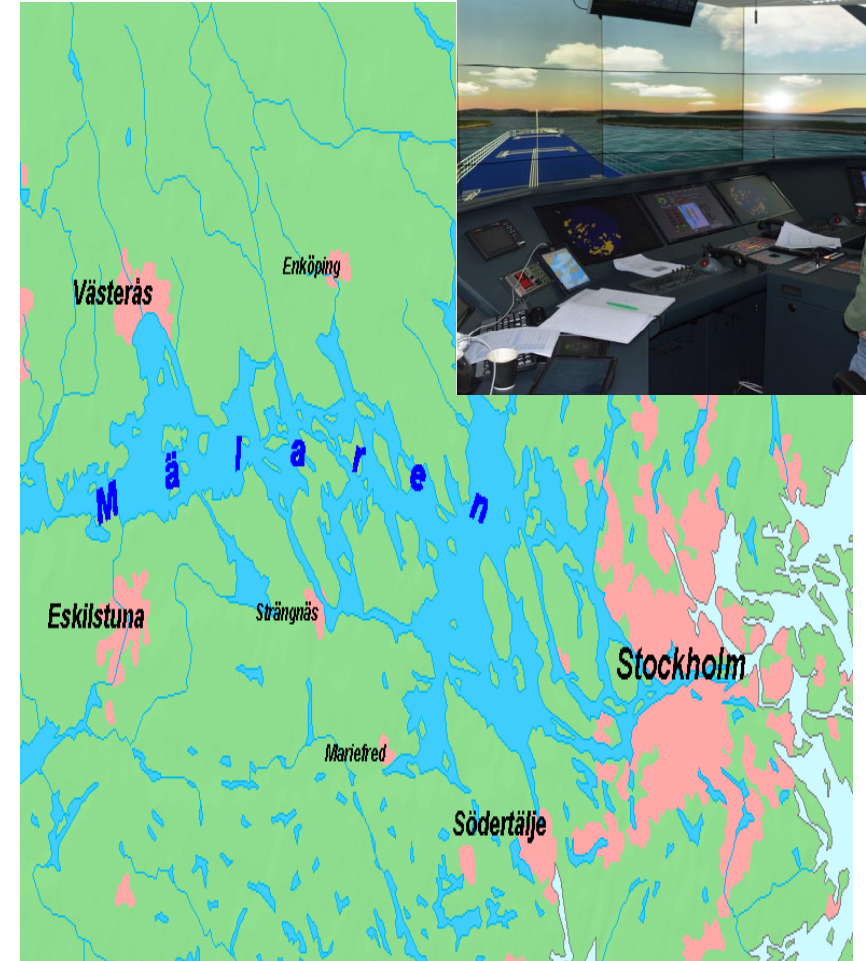 Enköping
Västerås
Mälaren
Eskilstuna
Strängnäs
Stockholm
Mariefred
Södertälje